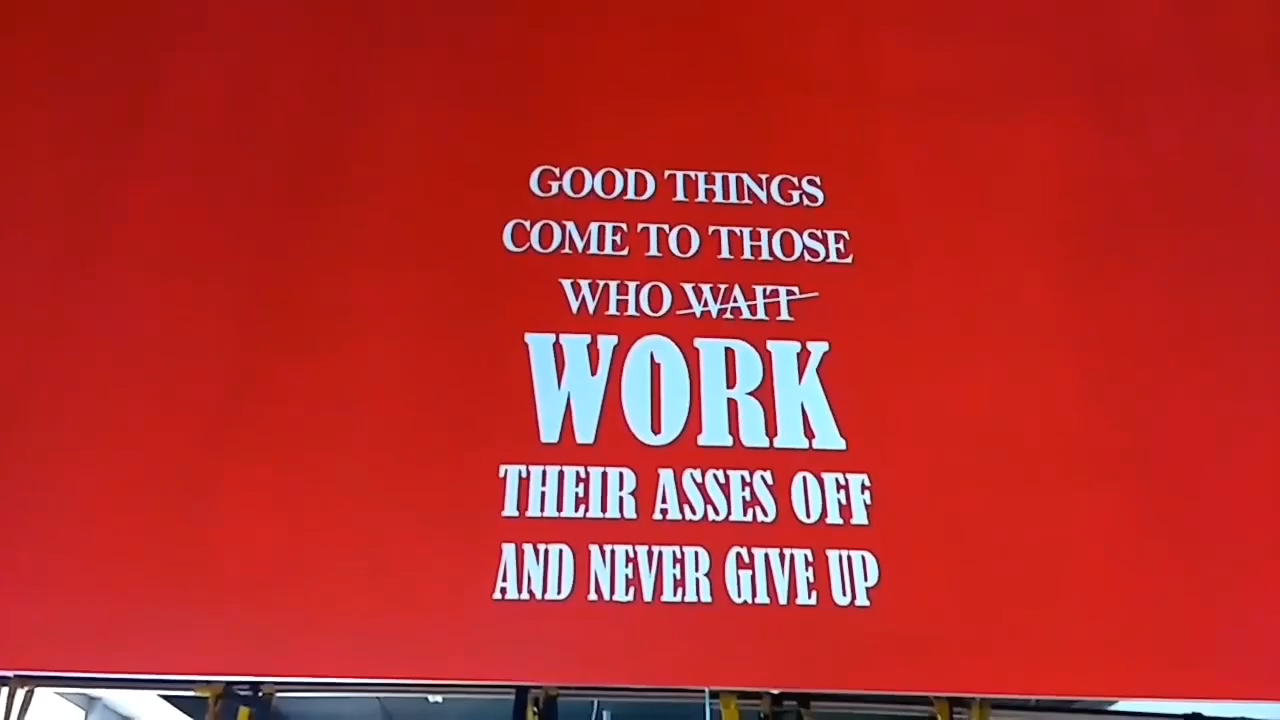 GOOD THINGS
COME TO THOSE
WHO WAIT
WORK
THEIR ASSES OFF
AND NEVER GIVE UP